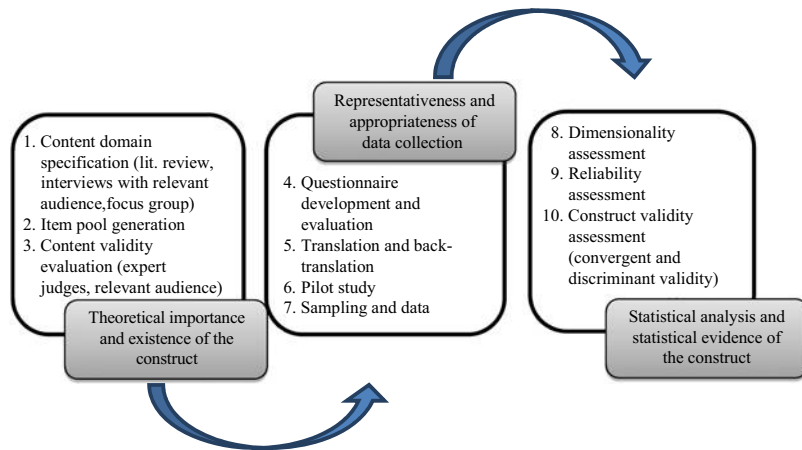 1. Content domain
specification (lit. review,
interviews with relevant
audience,focus group)
2. Item pool generation
3. Content validity
evaluation (expert
judges, relevant audience)
Theoretical importance
and existence of the
construct
Representativeness and
appropriateness of
data collection
4. Questionnaire
development and
evaluation
5. Translation and back-
translation
6. Pilot study
7. Sampling and data
8. Dimensionality
assessment
9. Reliability
assessment
10. Construct validity
assessment
(convergent and
discriminant validity)
Statistical analysis and
statistical evidence of
the construct